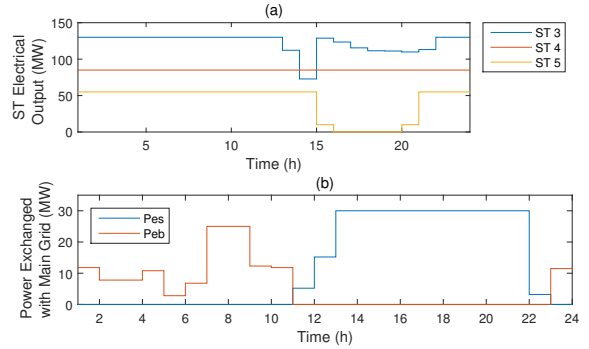 (a)
ST Electrical
Output (MW)
150
100
50
0
5
10
15
20
Time (h)
ST 3
ST 4
ST 5
(b)
Power Exchanged
with Main Grid (MW)
30
20
10
0
2
4
6
8
10
12
14
16
18
20
22
24
Time (h)
Pes
Peb